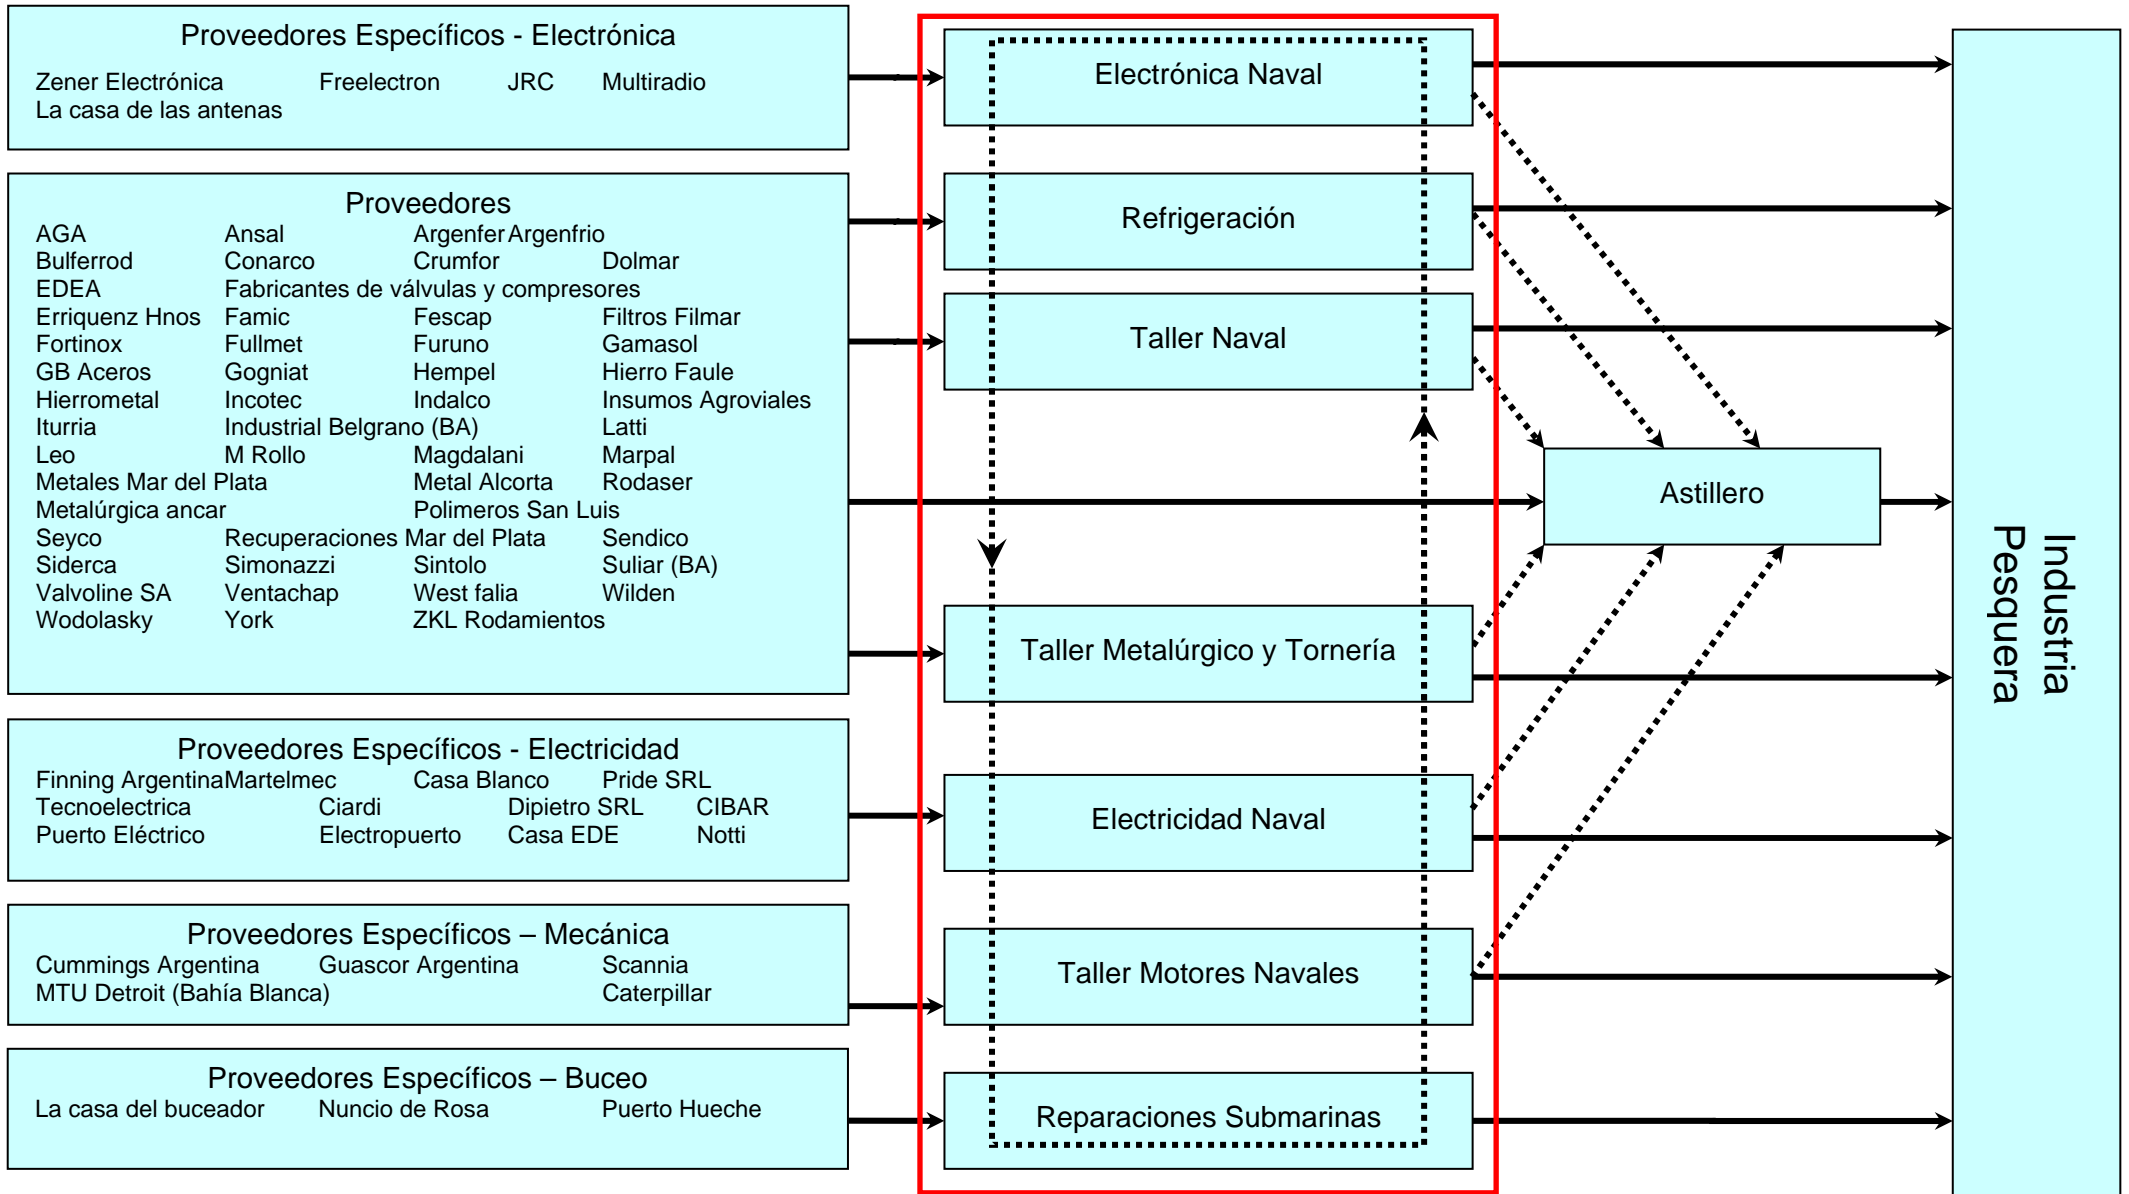 Proveedores Específicos - Electrónica
Zener Electrónica Freelectron JRC Multiradio
La casa de las antenas
Proveedores
AGA Ansal Argenfer Argenfrio
Bulferrod Conarco Crumfor Dolmar
EDEA Fabricantes de válvulas y compresores
Erriquenz Hnos Famic Fescap Filtros Filmar
Fortinox Fullmet Furuno Gamasol
GB Aceros Gogniat Hempel Hierro Faule
Hierrometal Incotec Indalco Insumos Agroviales
Iturria Industrial Belgrano (BA) Latti
Leo M Rollo Magdalani Marpal
Metales Mar del Plata Metal Alcorta Rodaser
Metalúrgica ancar Polimeros San Luis
Seyco Recuperaciones Mar del Plata Sendico
Siderca Simonazzi Sintolo Suliar (BA)
Valvoline SA Ventachap West falia Wilden
Wodolasky York ZKL Rodamientos
Proveedores Específicos - Electricidad
Finning Argentina Martelmec Casa Blanco Pride SRL
Tecnoelectrica Ciardi Dipietro SRL CIBAR
Puerto Eléctrico Electropuerto Casa EDE Notti
Proveedores Específicos – Mecánica
Cummings Argentina Guascor Argentina Scannia
MTU Detroit (Bahía Blanca) Caterpillar
Proveedores Específicos – Buceo
La casa del buceador Nuncio de Rosa Puerto Hueche
Electrónica Naval
Refrigeración
Taller Naval
Taller Metalúrgico y Tornería
Electricidad Naval
Taller Motores Navales
Reparaciones Submarinas
Astillero
Industria
Pesquera